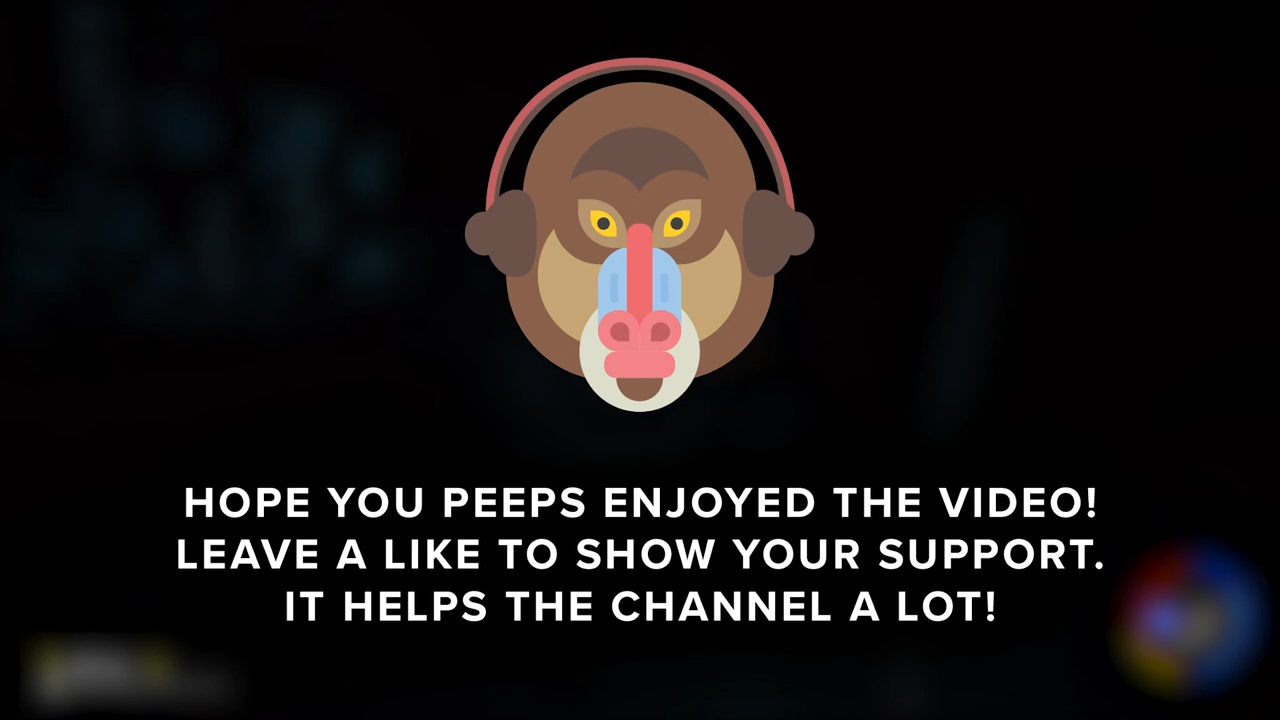 HOPE YOU PEEPS ENJOYED THE VIDEO!
LEAVE A LIKE TO SHOW YOUR SUPPORT.
IT HELPS THE CHANNEL A LOT!